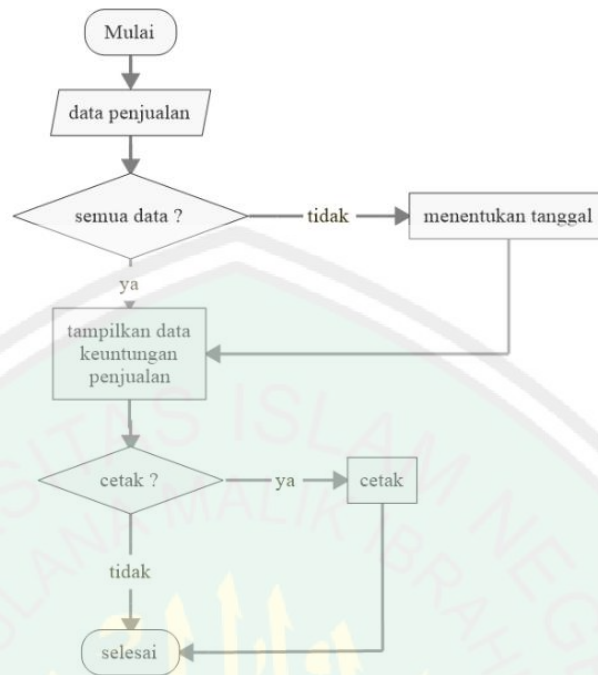 Mulai
data penjualan
semua data ?
tidak
menentukan tanggal
ya
tampilkan data
keuntungan
penjualan
cetak ?
ya
cetak
tidak
selesai